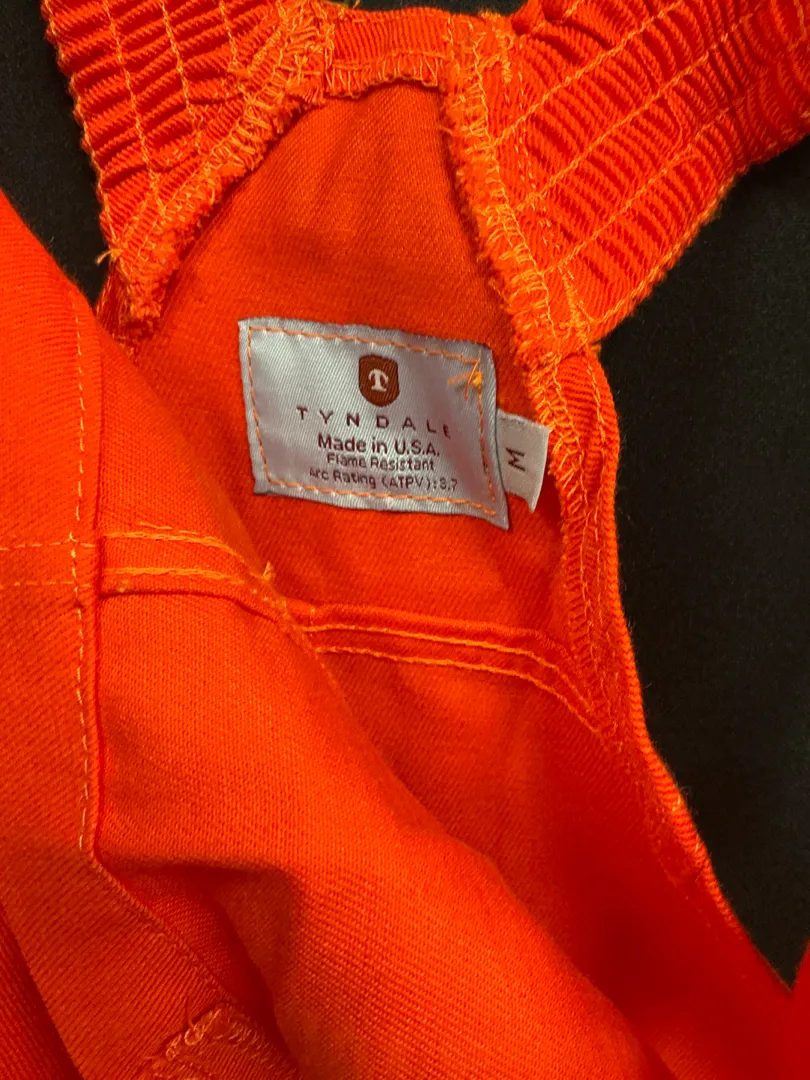 T
TYNDALE
Made in U.S.A.
Flame Resistant
Arc Rating (ATPV):8.7
M